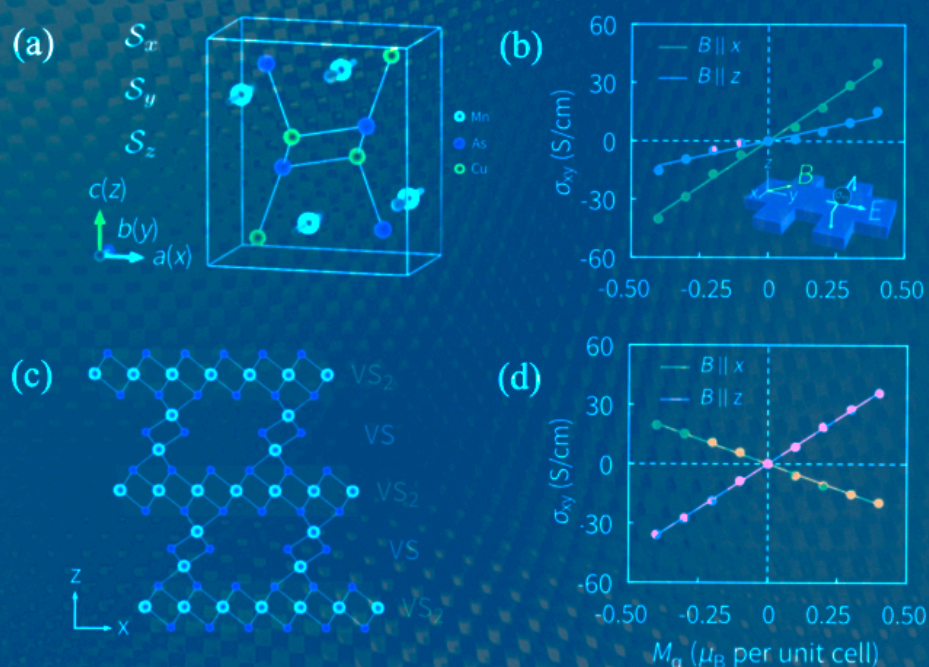 (a)
𝒮x
𝒮y
𝒮z
c(z)
b(y)
a(x)
Mn
As
Cu
(b)
B || x
B || z
σxy (S/cm)
60
30
0
-30
-60
-0.50
-0.25
0
0.25
0.50
z
x
y
B
E
(c)
VS2
VS
VS2
VS
VS2
z
x
(d)
B || x
B || z
σxy (S/cm)
60
30
0
-30
-60
-0.50
-0.25
0
0.25
0.50
Mα (μB per unit cell)